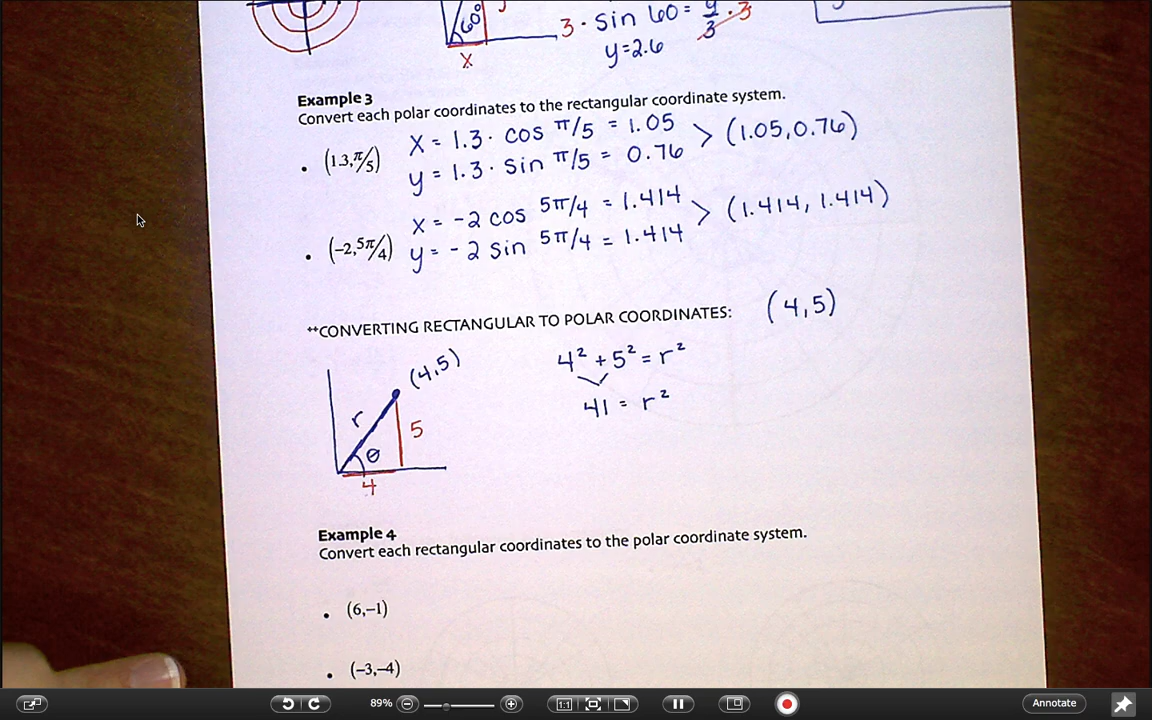 60°
x
3 · sin 60 = y/3 · 3
y=2.6
Example 3
Convert each polar coordinates to the rectangular coordinate system.
• (1.3,π/5)
x = 1.3 · cos π/5 = 1.05
y = 1.3 · sin π/5 = 0.76
> (1.05,0.76)
• (−2,5π/4)
x = -2 cos 5π/4 = 1.414
y = -2 sin 5π/4 = 1.414
> (1.414, 1.414)
**CONVERTING RECTANGULAR TO POLAR COORDINATES: (4,5)
(4,5)
r
5
θ
4
4² + 5² = r²
41 = r²
Example 4
Convert each rectangular coordinates to the polar coordinate system.
• (6,−1)
• (−3,−4)
89%
1:1
Annotate